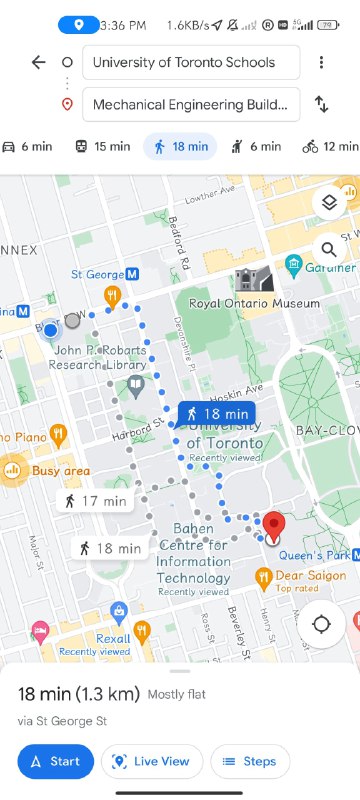 3:36 PM
1.6KB/s
5G
79
University of Toronto Schools
Mechanical Engineering Build...
6 min
15 min
18 min
6 min
12 min
Lowther Ave
Bedford Rd
NNEX
St George M
Gardiner
Royal Ontario Museum
ina M
Devonshire Pl
John P. Robarts
Research Library
Hoskin Ave
18 min
University
of Toronto
Recently viewed
BAY-CLOV
Harbord St
no Piano
Busy area
17 min
18 min
Bahen
Centre for
Information
Technology
Recently viewed
Queen's Park M
Dear Saigon
Top rated
Major St
Henry St
Ross St
Beverley St
Rexall
Recently viewed
18 min (1.3 km) Mostly flat
via St George St
Start
Live View
Steps